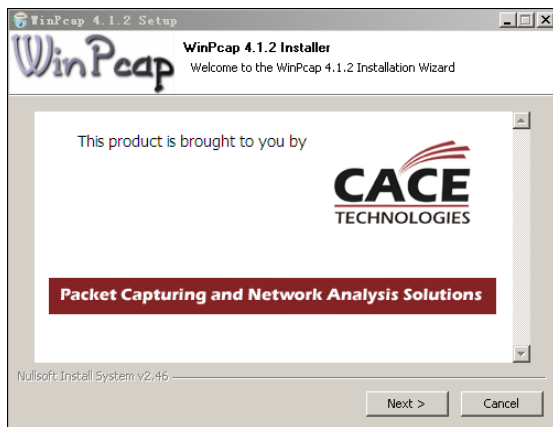 WinPcap 4.1.2 Setup
WinPcap
WinPcap 4.1.2 Installer
Welcome to the WinPcap 4.1.2 Installation Wizard
This product is brought to you by
CACE
TECHNOLOGIES
Packet Capturing and Network Analysis Solutions
Nullsoft Install System v2.46
Next >
Cancel